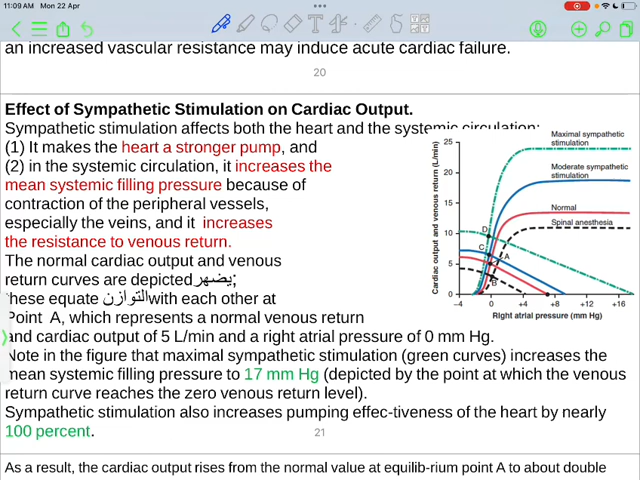 11:09 AM Mon 22 Apr
an increased vascular resistance may induce acute cardiac failure.
20
Effect of Sympathetic Stimulation on Cardiac Output.
Sympathetic stimulation affects both the heart and the systemic circulation:
(1) It makes the heart a stronger pump, and
(2) in the systemic circulation, it increases the
mean systemic filling pressure because of
contraction of the peripheral vessels,
especially the veins, and it increases
the resistance to venous return.
The normal cardiac output and venous
return curves are depicted يضهر;
these equate التوازن with each other at
Point A, which represents a normal venous return
and cardiac output of 5 L/min and a right atrial pressure of 0 mm Hg.
Note in the figure that maximal sympathetic stimulation (green curves) increases the
mean systemic filling pressure to 17 mm Hg (depicted by the point at which the venous
return curve reaches the zero venous return level).
Sympathetic stimulation also increases pumping effec-tiveness of the heart by nearly
100 percent.
21
As a result, the cardiac output rises from the normal value at equilib-rium point A to about double
Cardiac output and venous return (L/min)
25
20
15
10
5
0
Maximal sympathetic
stimulation
Moderate sympathetic
stimulation
Normal
Spinal anesthesia
D
C
A
B
−4
0
+4
+8
+12
+16
Right atrial pressure (mm Hg)